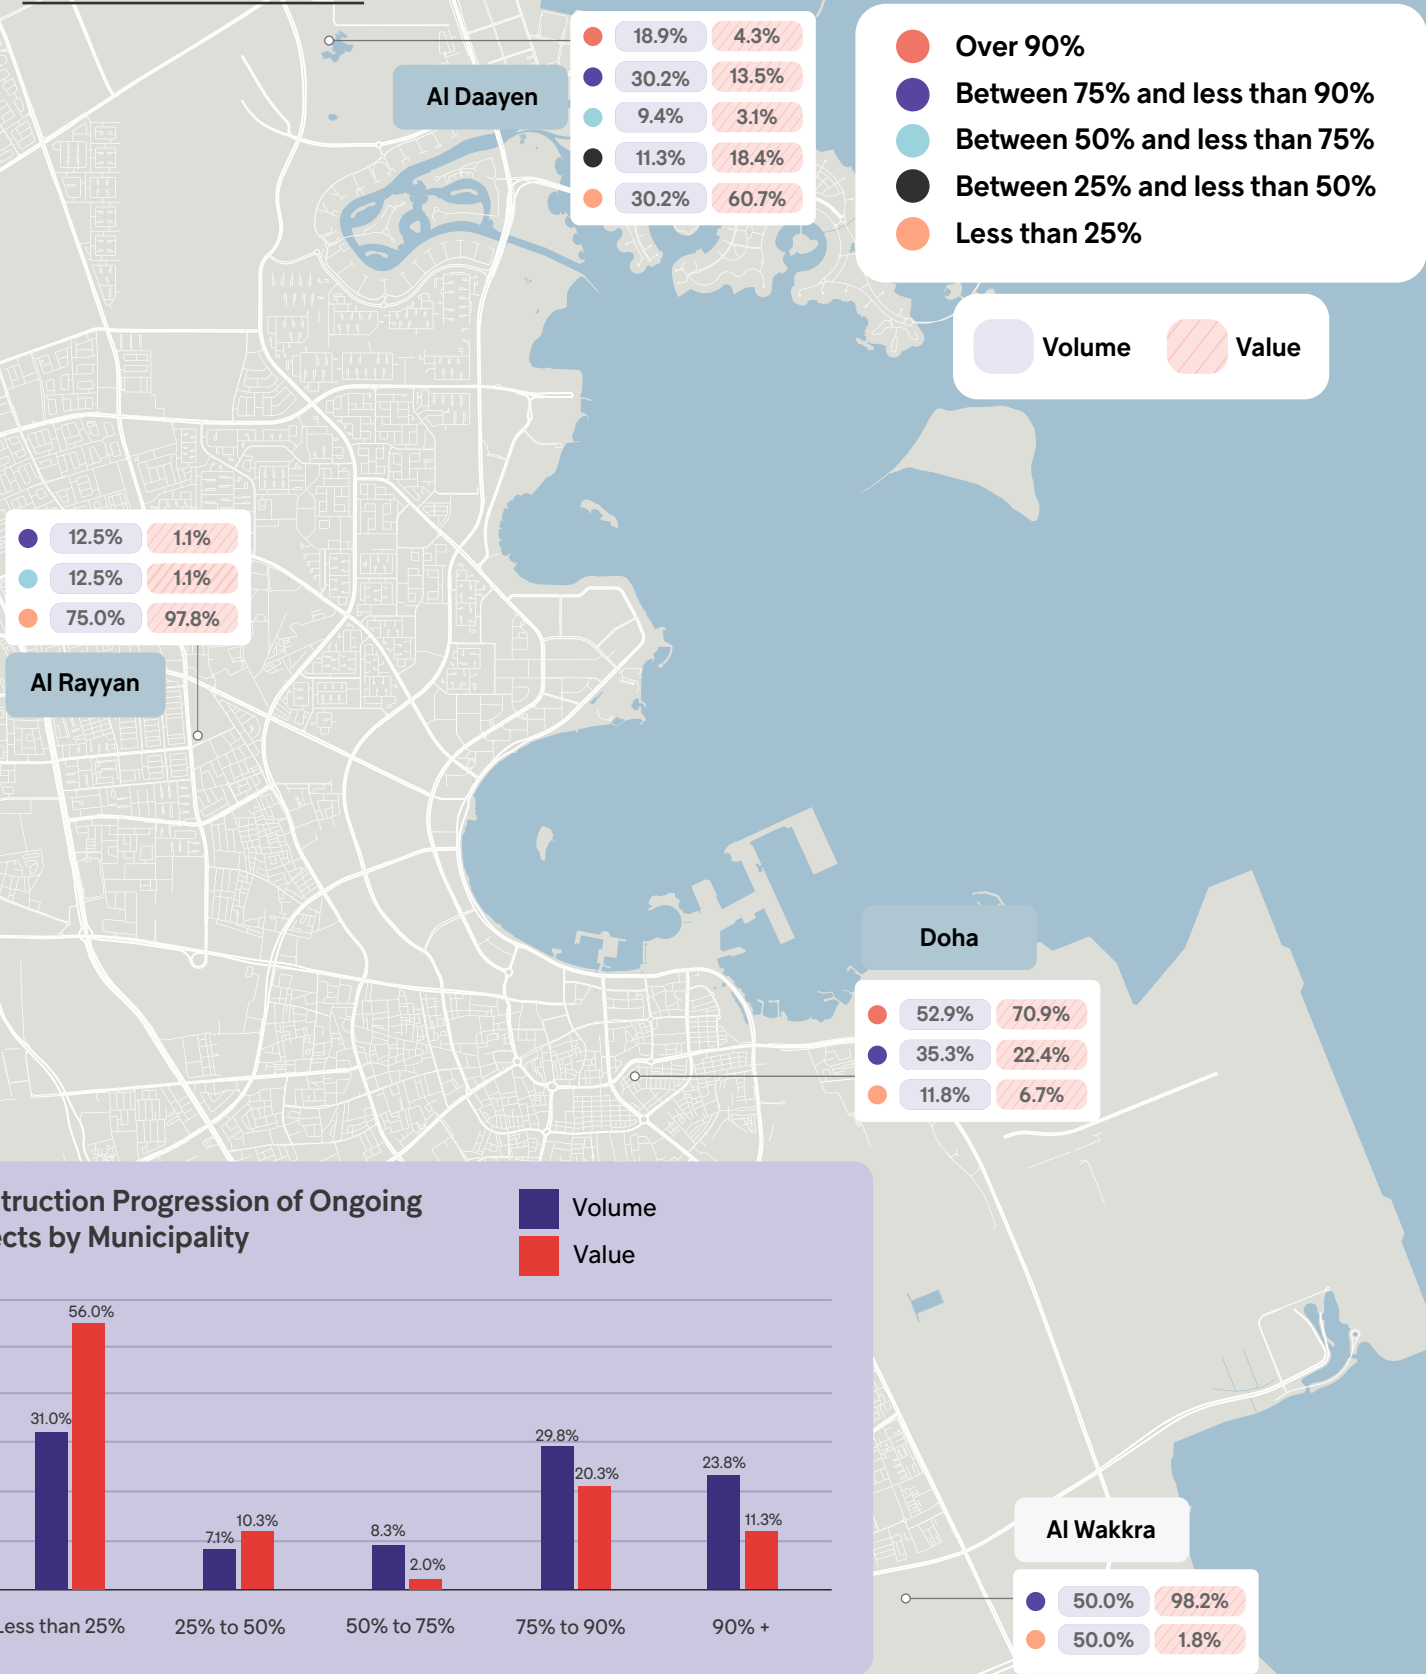 18.9% 4.3%
30.2% 13.5%
9.4% 3.1%
11.3% 18.4%
30.2% 60.7%
Al Daayen
Over 90%
Between 75% and less than 90%
Between 50% and less than 75%
Between 25% and less than 50%
Less than 25%
Volume Value
12.5% 1.1%
12.5% 1.1%
75.0% 97.8%
Al Rayyan
Doha
52.9% 70.9%
35.3% 22.4%
11.8% 6.7%
truction Progression of Ongoing
ects by Municipality
Volume
Value
56.0%
31.0%
7.1% 10.3%
8.3% 2.0%
29.8% 20.3%
23.8% 11.3%
Less than 25% 25% to 50% 50% to 75% 75% to 90% 90% +
Al Wakkra
50.0% 98.2%
50.0% 1.8%